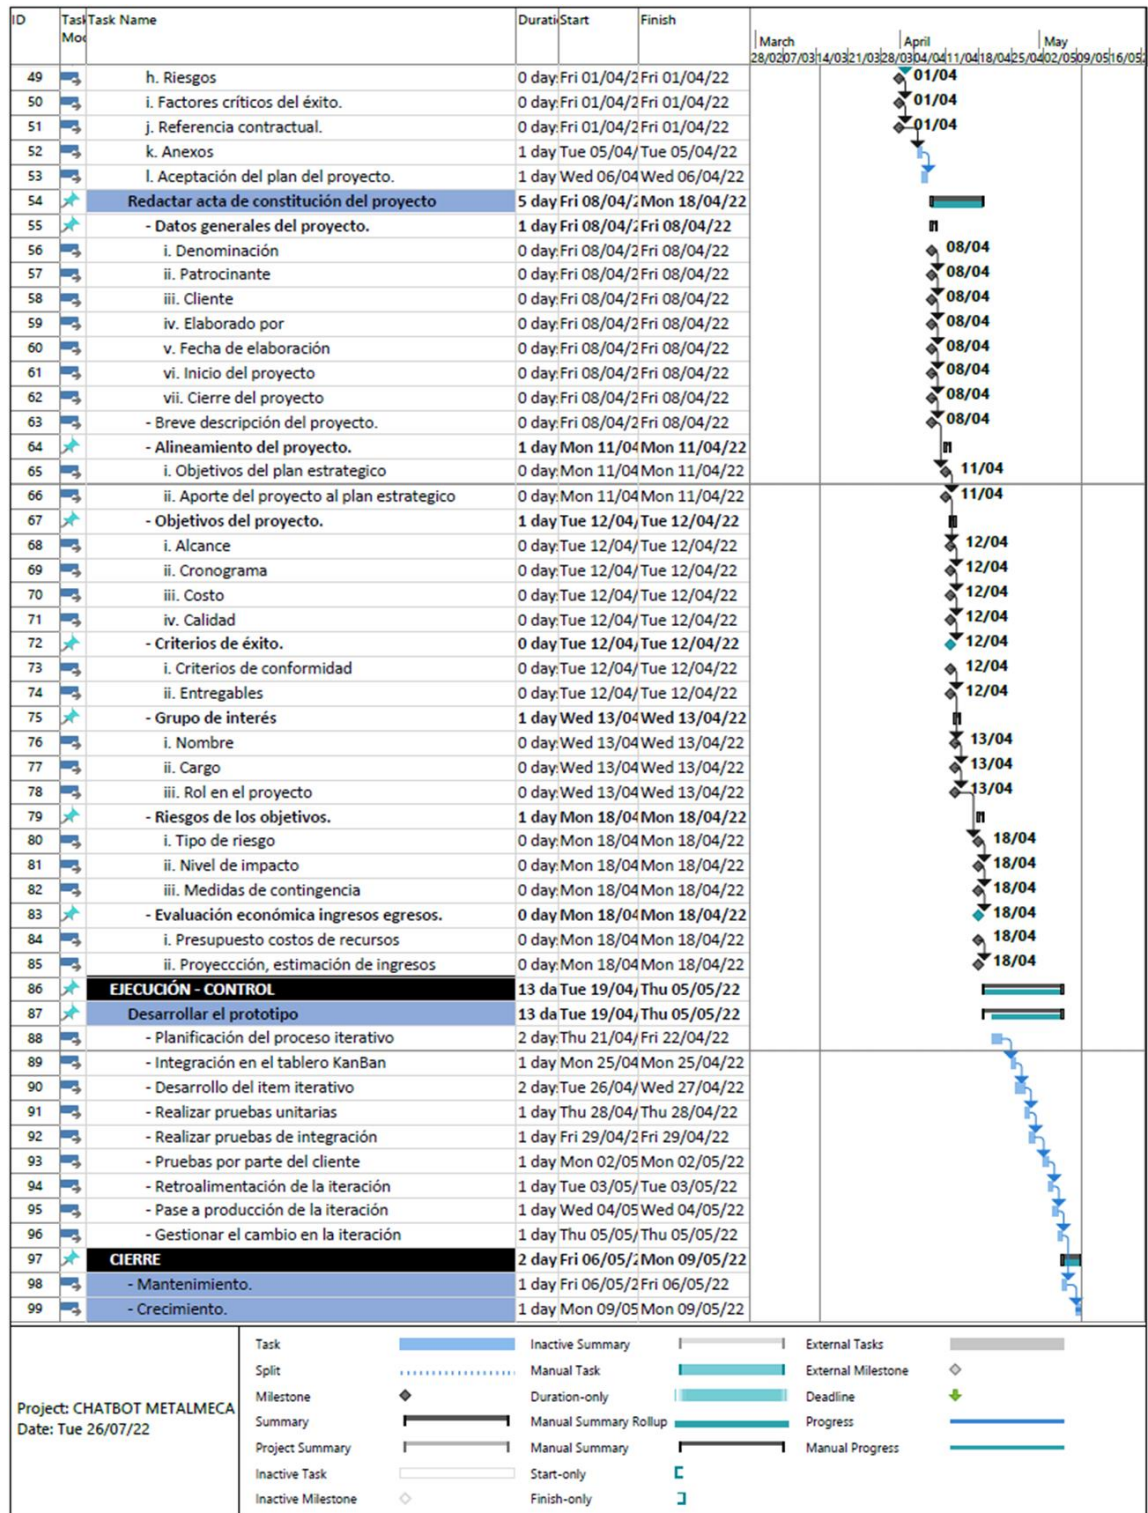 ID Task Mod Task Name Durati Start Finish
March April May
28/02 07/03 14/03 21/03 28/03 04/04 11/04 18/04 25/04 02/05 09/05 16/05
49 h. Riesgos 0 day Fri 01/04/2 Fri 01/04/22 01/04
50 i. Factores críticos del éxito. 0 day Fri 01/04/2 Fri 01/04/22 01/04
51 j. Referencia contractual. 0 day Fri 01/04/2 Fri 01/04/22 01/04
52 k. Anexos 1 day Tue 05/04/ Tue 05/04/22
53 l. Aceptación del plan del proyecto. 1 day Wed 06/04 Wed 06/04/22
54 Redactar acta de constitución del proyecto 5 day Fri 08/04/2 Mon 18/04/22
55 - Datos generales del proyecto. 1 day Fri 08/04/2 Fri 08/04/22
56 i. Denominación 0 day Fri 08/04/2 Fri 08/04/22 08/04
57 ii. Patrocinante 0 day Fri 08/04/2 Fri 08/04/22 08/04
58 iii. Cliente 0 day Fri 08/04/2 Fri 08/04/22 08/04
59 iv. Elaborado por 0 day Fri 08/04/2 Fri 08/04/22 08/04
60 v. Fecha de elaboración 0 day Fri 08/04/2 Fri 08/04/22 08/04
61 vi. Inicio del proyecto 0 day Fri 08/04/2 Fri 08/04/22 08/04
62 vii. Cierre del proyecto 0 day Fri 08/04/2 Fri 08/04/22 08/04
63 - Breve descripción del proyecto. 0 day Fri 08/04/2 Fri 08/04/22 08/04
64 - Alineamiento del proyecto. 1 day Mon 11/04 Mon 11/04/22
65 i. Objetivos del plan estrategico 0 day Mon 11/04 Mon 11/04/22 11/04
66 ii. Aporte del proyecto al plan estrategico 0 day Mon 11/04 Mon 11/04/22 11/04
67 - Objetivos del proyecto. 1 day Tue 12/04/ Tue 12/04/22
68 i. Alcance 0 day Tue 12/04/ Tue 12/04/22 12/04
69 ii. Cronograma 0 day Tue 12/04/ Tue 12/04/22 12/04
70 iii. Costo 0 day Tue 12/04/ Tue 12/04/22 12/04
71 iv. Calidad 0 day Tue 12/04/ Tue 12/04/22 12/04
72 - Criterios de éxito. 0 day Tue 12/04/ Tue 12/04/22 12/04
73 i. Criterios de conformidad 0 day Tue 12/04/ Tue 12/04/22 12/04
74 ii. Entregables 0 day Tue 12/04/ Tue 12/04/22 12/04
75 - Grupo de interés 1 day Wed 13/04 Wed 13/04/22
76 i. Nombre 0 day Wed 13/04 Wed 13/04/22 13/04
77 ii. Cargo 0 day Wed 13/04 Wed 13/04/22 13/04
78 iii. Rol en el proyecto 0 day Wed 13/04 Wed 13/04/22 13/04
79 - Riesgos de los objetivos. 1 day Mon 18/04 Mon 18/04/22
80 i. Tipo de riesgo 0 day Mon 18/04 Mon 18/04/22 18/04
81 ii. Nivel de impacto 0 day Mon 18/04 Mon 18/04/22 18/04
82 iii. Medidas de contingencia 0 day Mon 18/04 Mon 18/04/22 18/04
83 - Evaluación económica ingresos egresos. 0 day Mon 18/04 Mon 18/04/22 18/04
84 i. Presupuesto costos de recursos 0 day Mon 18/04 Mon 18/04/22 18/04
85 ii. Proyeccción, estimación de ingresos 0 day Mon 18/04 Mon 18/04/22 18/04
86 EJECUCIÓN - CONTROL 13 da Tue 19/04/ Thu 05/05/22
87 Desarrollar el prototipo 13 da Tue 19/04/ Thu 05/05/22
88 - Planificación del proceso iterativo 2 day Thu 21/04/ Fri 22/04/22
89 - Integración en el tablero KanBan 1 day Mon 25/04 Mon 25/04/22
90 - Desarrollo del item iterativo 2 day Tue 26/04/ Wed 27/04/22
91 - Realizar pruebas unitarias 1 day Thu 28/04/ Thu 28/04/22
92 - Realizar pruebas de integración 1 day Fri 29/04/2 Fri 29/04/22
93 - Pruebas por parte del cliente 1 day Mon 02/05 Mon 02/05/22
94 - Retroalimentación de la iteración 1 day Tue 03/05/ Tue 03/05/22
95 - Pase a producción de la iteración 1 day Wed 04/05 Wed 04/05/22
96 - Gestionar el cambio en la iteración 1 day Thu 05/05/ Thu 05/05/22
97 CIERRE 2 day Fri 06/05/2 Mon 09/05/22
98 - Mantenimiento. 1 day Fri 06/05/2 Fri 06/05/22
99 - Crecimiento. 1 day Mon 09/05 Mon 09/05/22
Project: CHATBOT METALMECA
Date: Tue 26/07/22
Task Inactive Summary External Tasks
Split Manual Task External Milestone
Milestone Duration-only Deadline
Summary Manual Summary Rollup Progress
Project Summary Manual Summary Manual Progress
Inactive Task Start-only
Inactive Milestone Finish-only